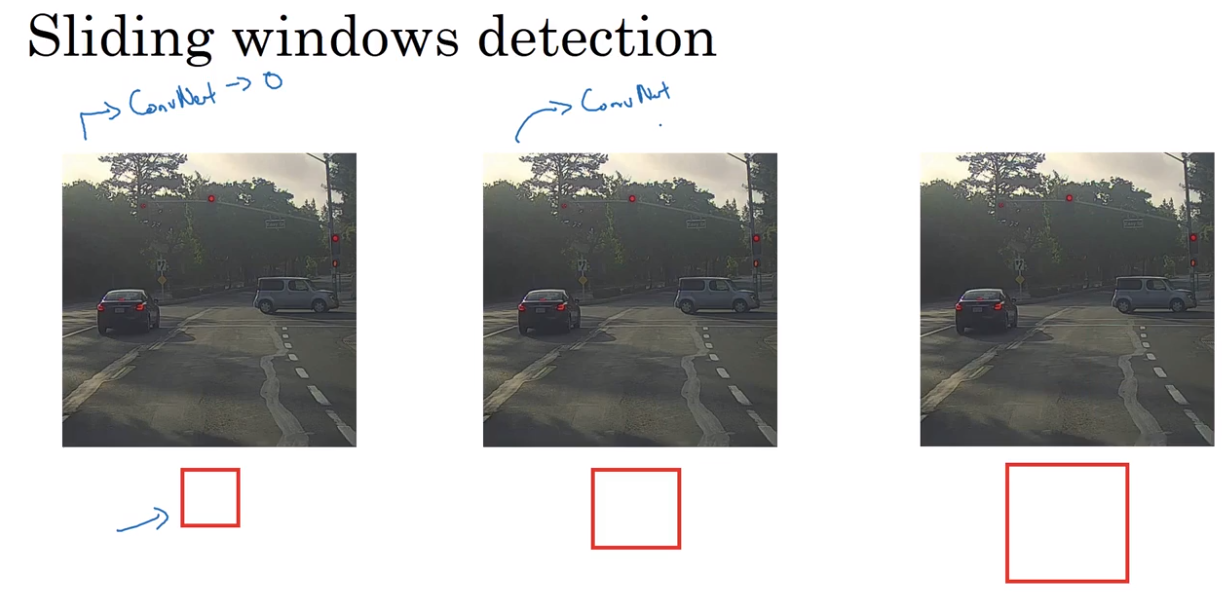 Sliding windows detection
→ ConvNet → 0
→ ConvNet